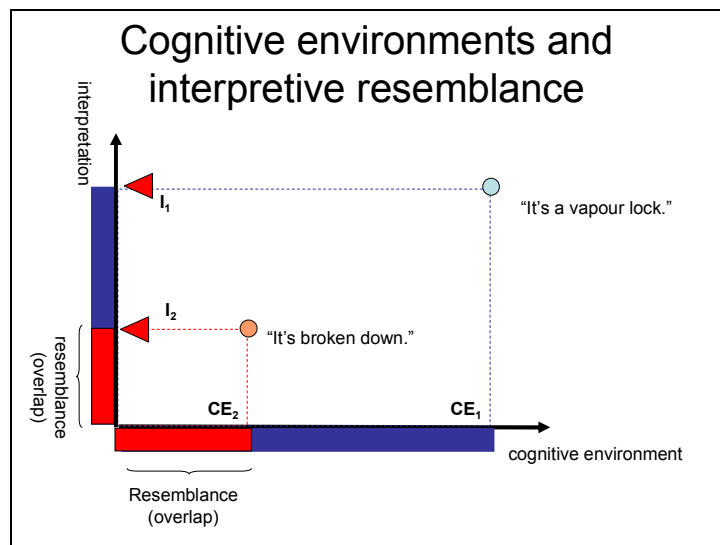 Cognitive environments and
interpretive resemblance
interpretation
I1
“It's a vapour lock.”
I2
“It's broken down.”
resemblance
(overlap)
CE2
CE1
cognitive environment
Resemblance
(overlap)